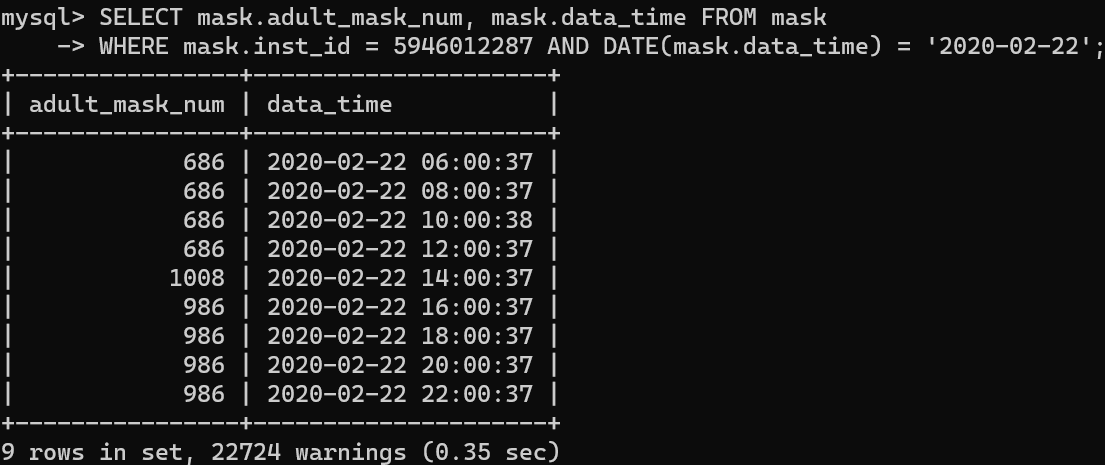 mysql> SELECT mask.adult_mask_num, mask.data_time FROM mask
    -> WHERE mask.inst_id = 5946012287 AND DATE(mask.data_time) = '2020-02-22';
+----------------+---------------------+
| adult_mask_num | data_time           |
+----------------+---------------------+
|            686 | 2020-02-22 06:00:37 |
|            686 | 2020-02-22 08:00:37 |
|            686 | 2020-02-22 10:00:38 |
|            686 | 2020-02-22 12:00:37 |
|           1008 | 2020-02-22 14:00:37 |
|            986 | 2020-02-22 16:00:37 |
|            986 | 2020-02-22 18:00:37 |
|            986 | 2020-02-22 20:00:37 |
|            986 | 2020-02-22 22:00:37 |
+----------------+---------------------+
9 rows in set, 22724 warnings (0.35 sec)